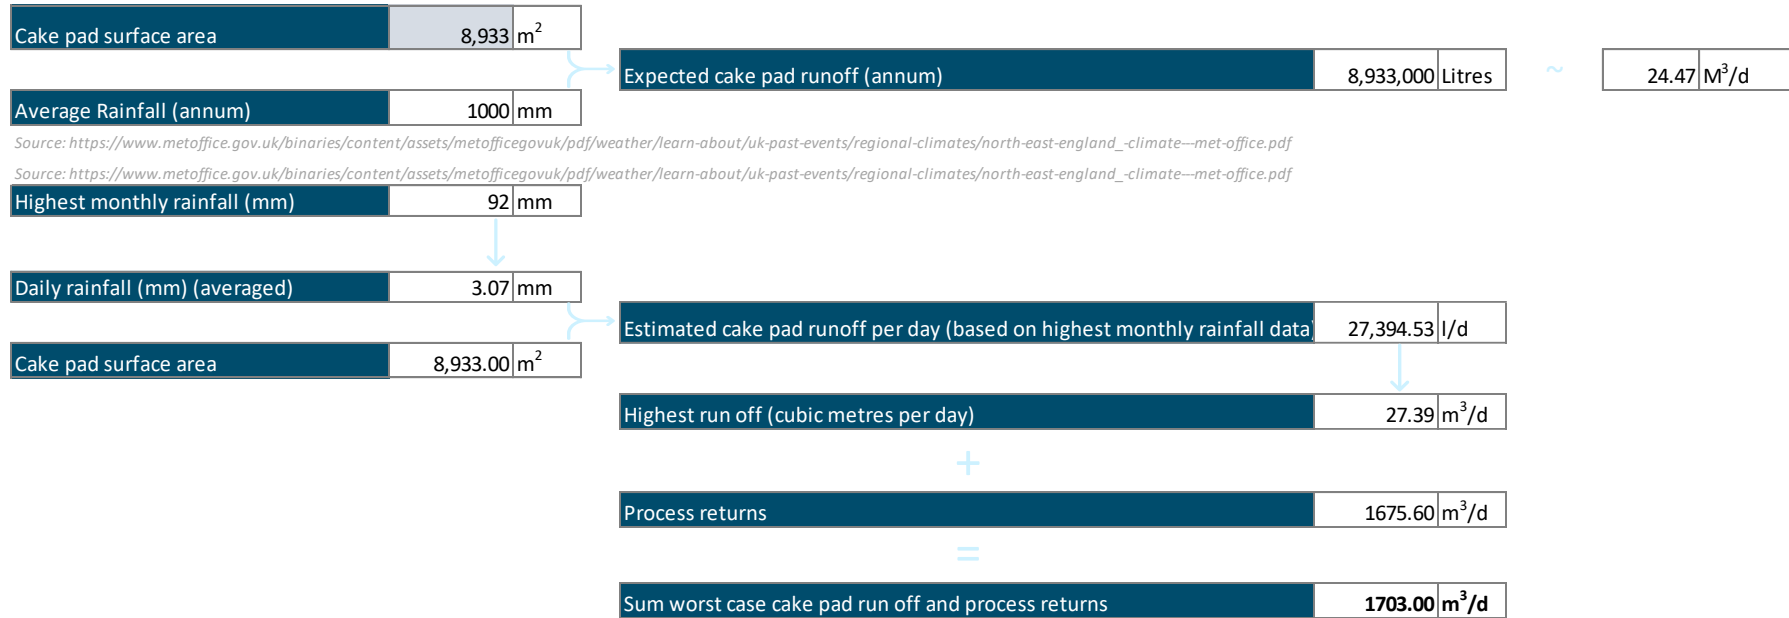 Cake pad surface area 8,933 m²
Expected cake pad runoff (annum) 8,933,000 Litres ~ 24.47 M³/d
Average Rainfall (annum) 1000 mm
Source: https://www.metoffice.gov.uk/binaries/content/assets/metofficegovuk/pdf/weather/learn-about/uk-past-events/regional-climates/north-east-england_-climate---met-office.pdf
Source: https://www.metoffice.gov.uk/binaries/content/assets/metofficegovuk/pdf/weather/learn-about/uk-past-events/regional-climates/north-east-england_-climate---met-office.pdf
Highest monthly rainfall (mm) 92 mm
Daily rainfall (mm) (averaged) 3.07 mm
Estimated cake pad runoff per day (based on highest monthly rainfall data) 27,394.53 l/d
Cake pad surface area 8,933.00 m²
Highest run off (cubic metres per day) 27.39 m³/d
+
Process returns 1675.60 m³/d
=
Sum worst case cake pad run off and process returns 1703.00 m³/d